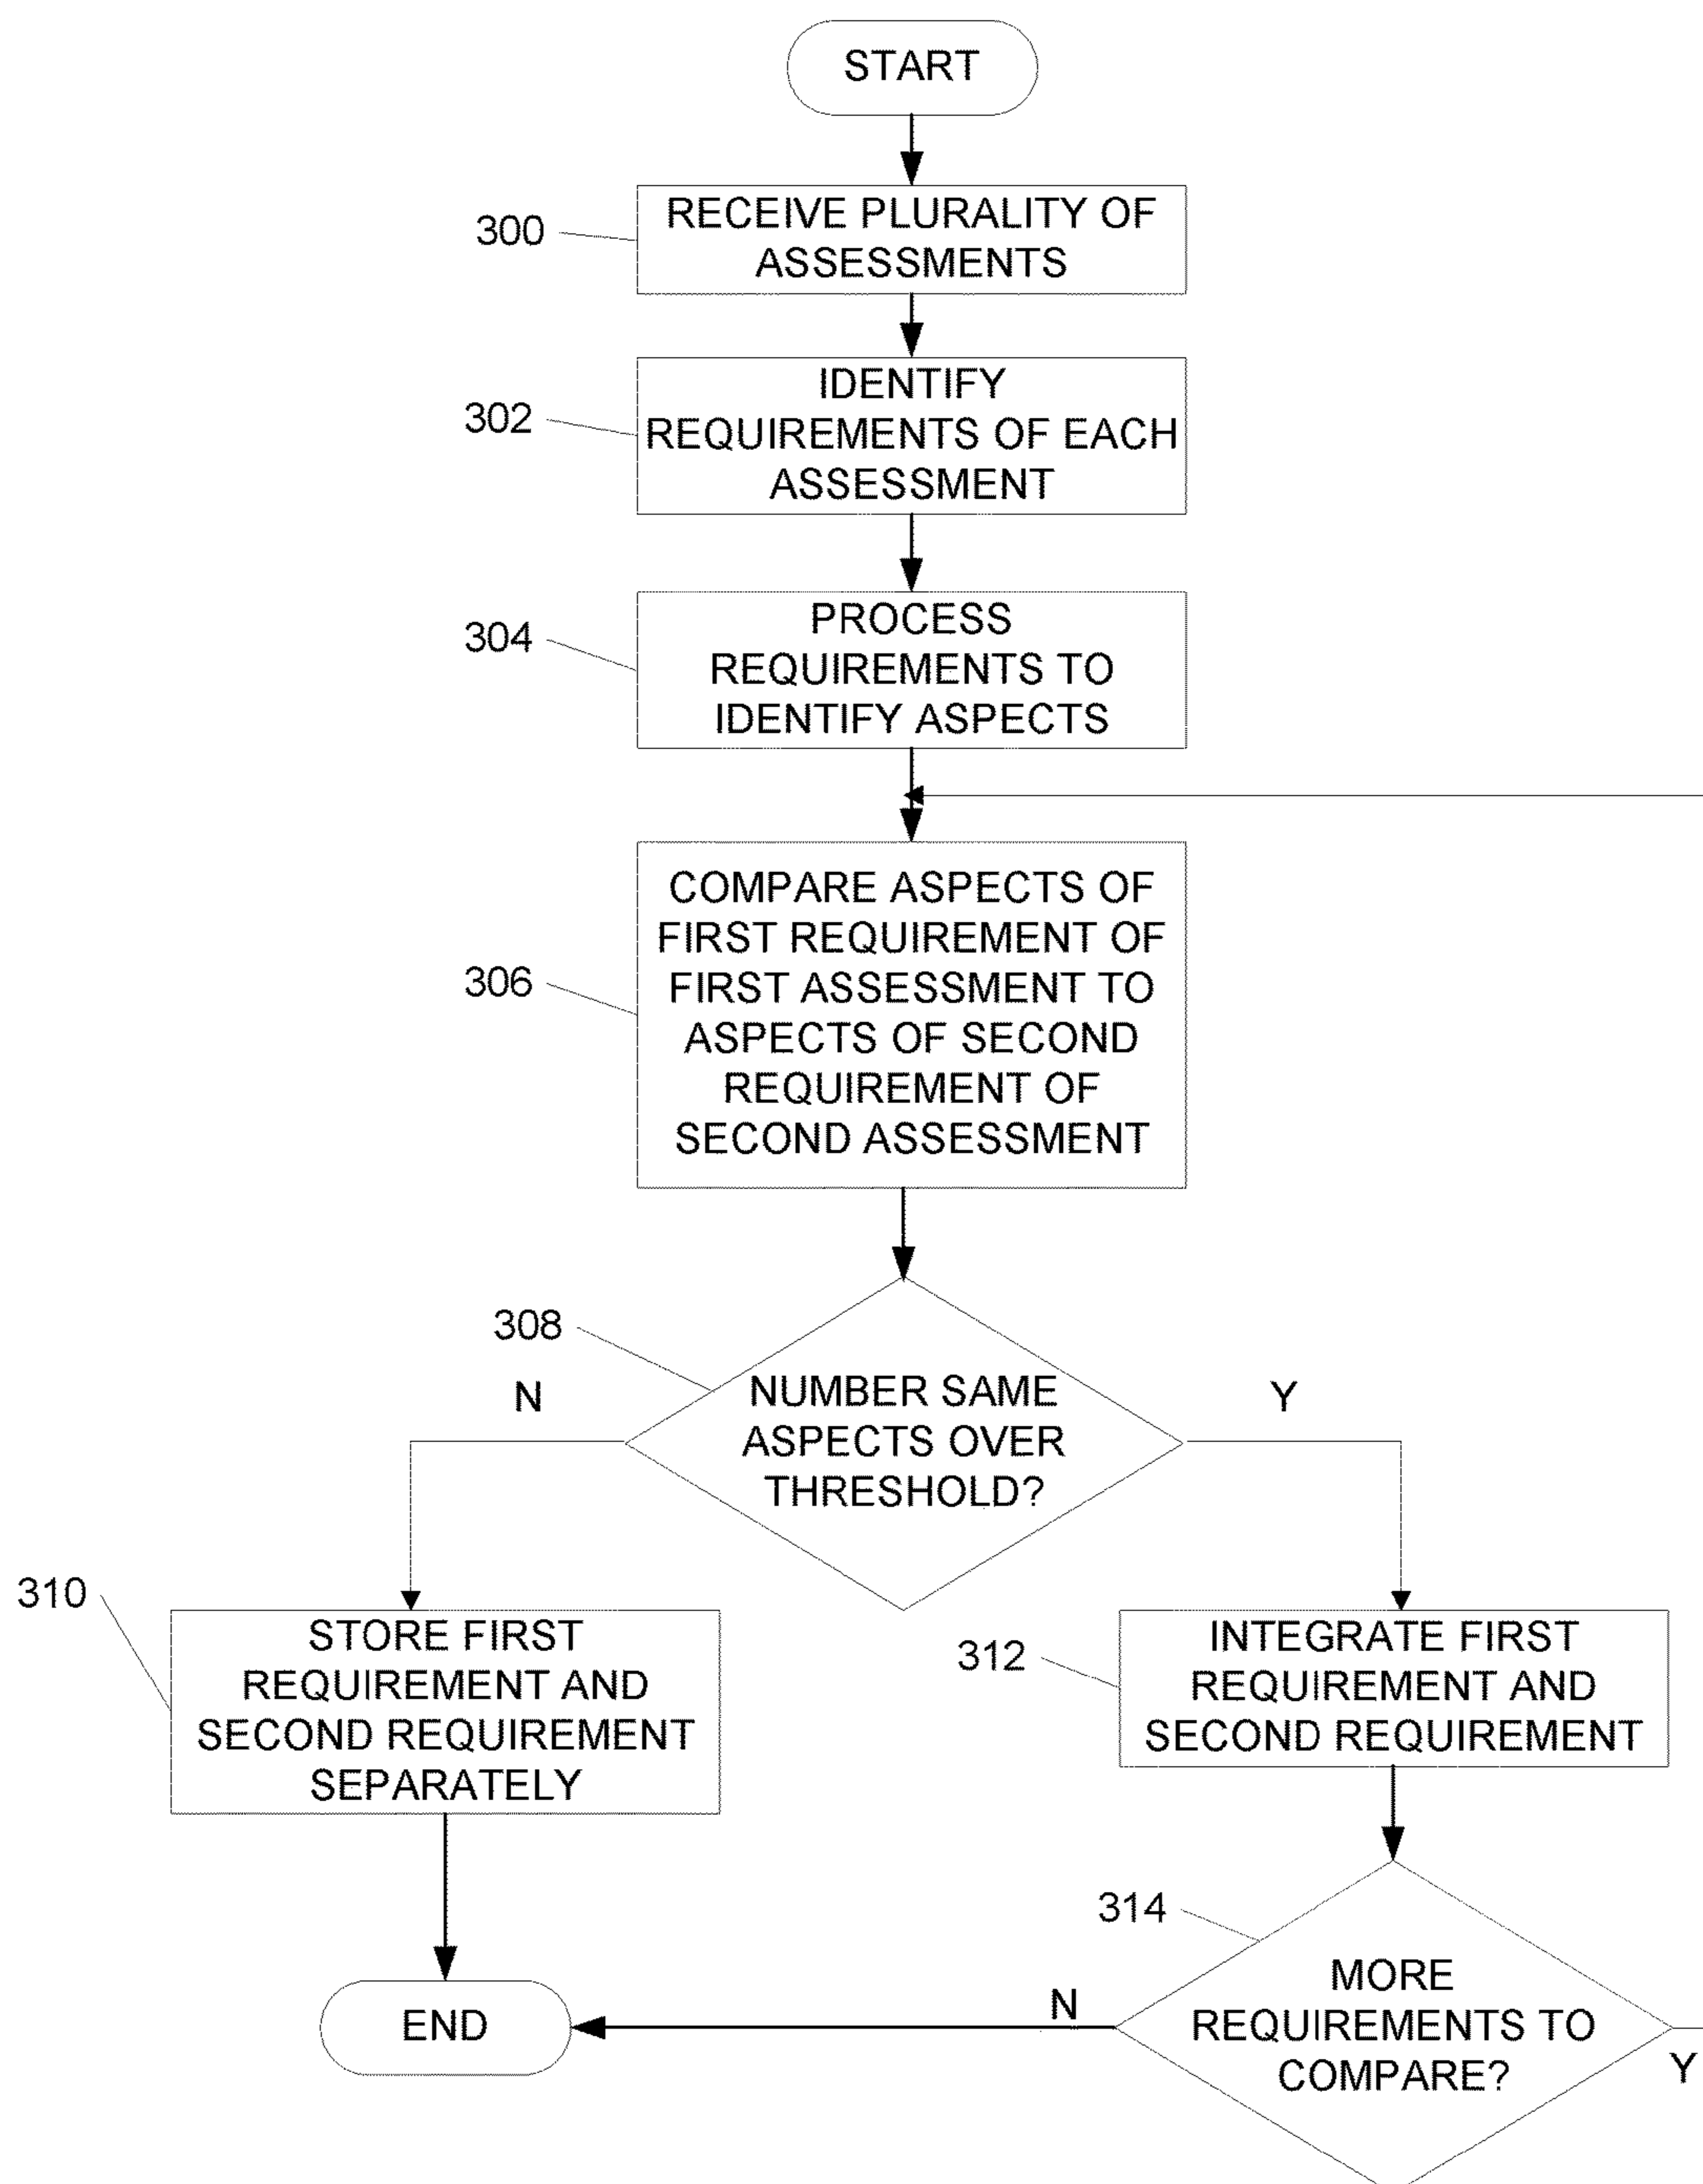 START
300
RECEIVE PLURALITY OF
ASSESSMENTS
302
IDENTIFY
REQUIREMENTS OF EACH
ASSESSMENT
304
PROCESS
REQUIREMENTS TO
IDENTIFY ASPECTS
306
COMPARE ASPECTS OF
FIRST REQUIREMENT OF
FIRST ASSESSMENT TO
ASPECTS OF SECOND
REQUIREMENT OF
SECOND ASSESSMENT
308
N
NUMBER SAME
ASPECTS OVER
THRESHOLD?
Y
310
STORE FIRST
REQUIREMENT AND
SECOND REQUIREMENT
SEPARATELY
312
INTEGRATE FIRST
REQUIREMENT AND
SECOND REQUIREMENT
314
MORE
REQUIREMENTS TO
COMPARE?
N
Y
END